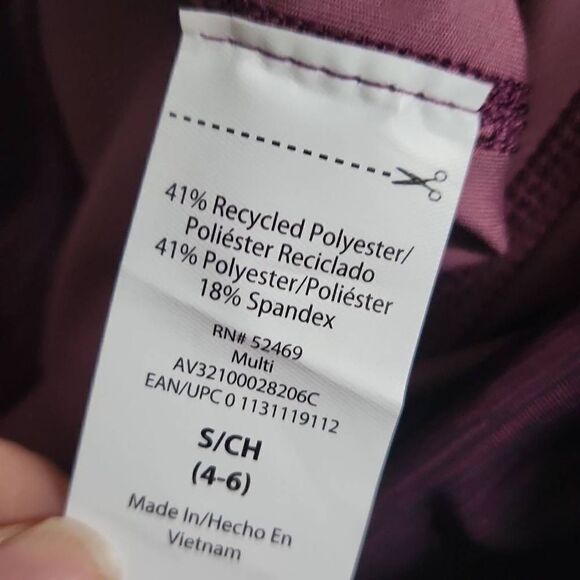 41% Recycled Polyester/
Poliéster Reciclado
41% Polyester/Poliéster
18% Spandex
RN# 52469
Multi
AV32100028206C
EAN/UPC 0 1131119112
S/CH
(4-6)
Made In/Hecho En
Vietnam